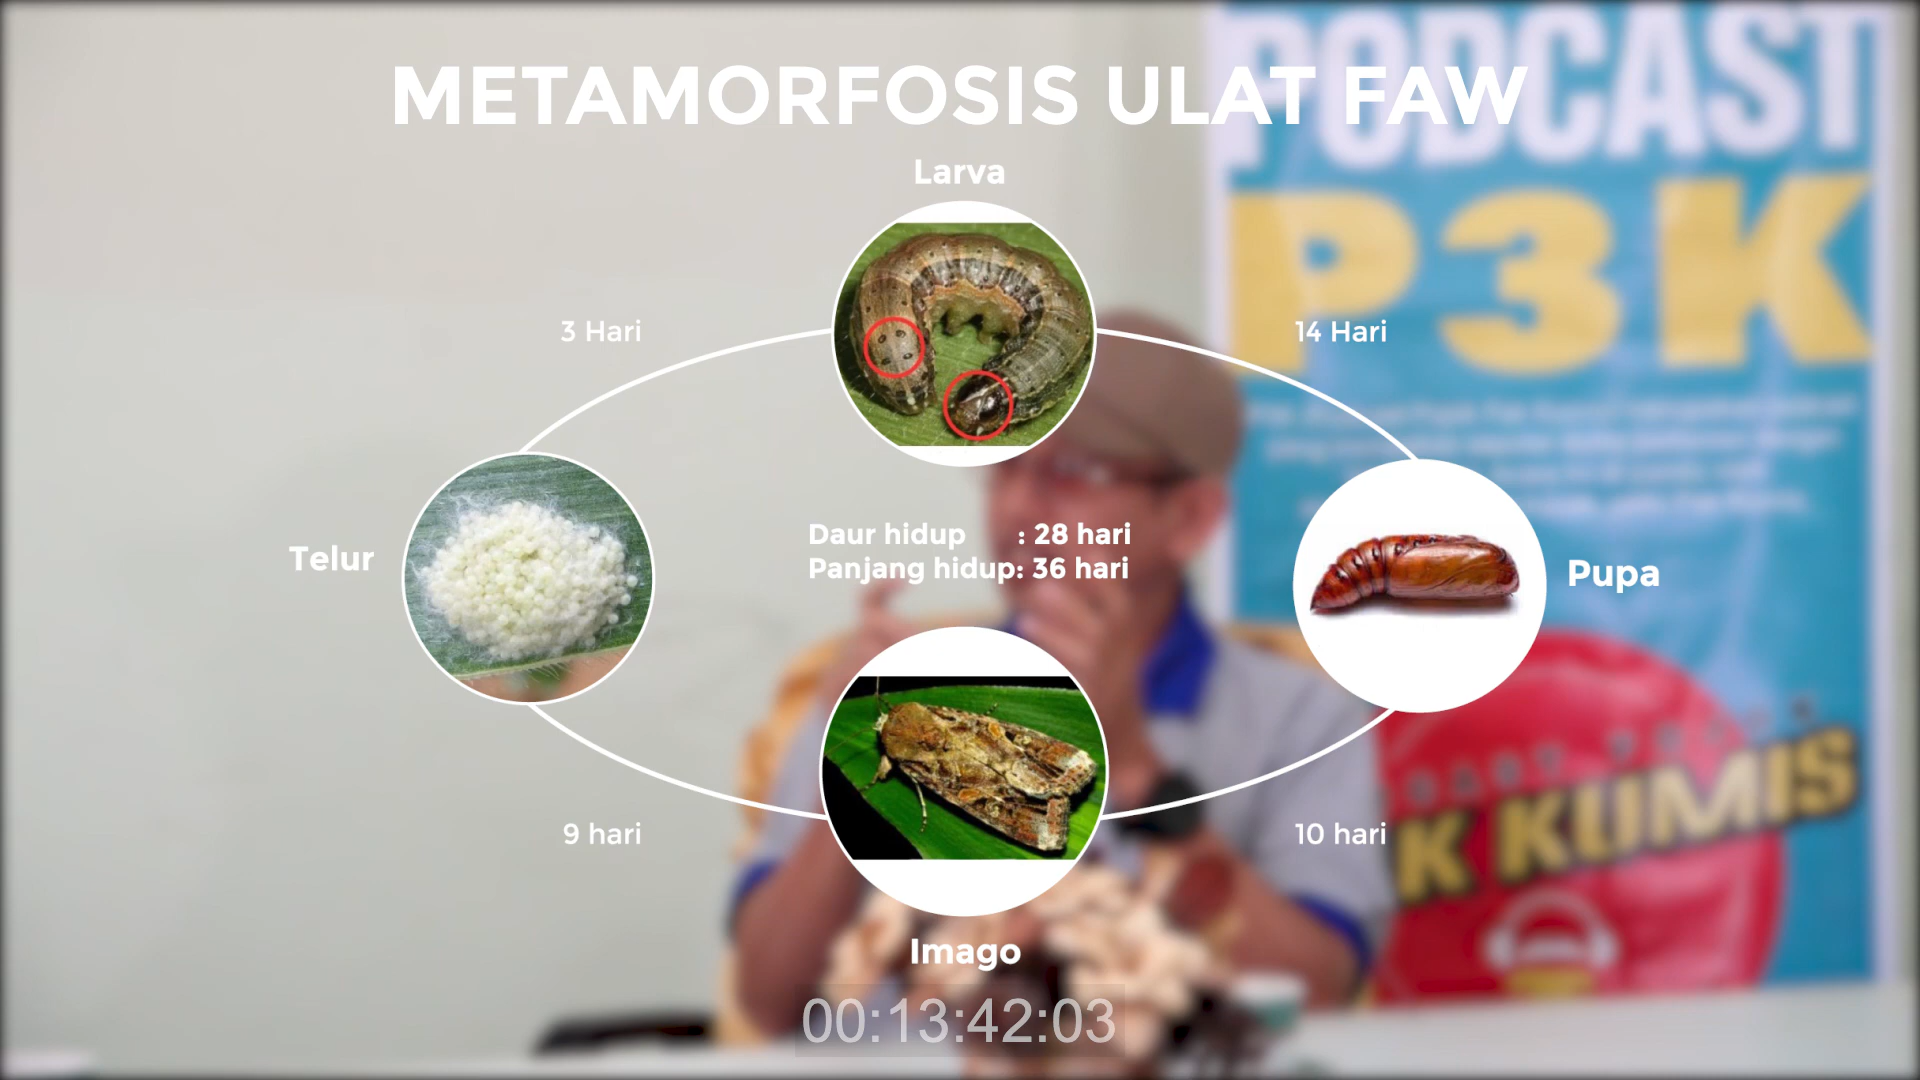 METAMORFOSIS ULAT FAW
PODCAST
P3K
Larva
3 Hari
14 Hari
Telur
Daur hidup : 28 hari
Panjang hidup: 36 hari
Pupa
9 hari
10 hari
K KUMIS
Imago
00:13:42:03